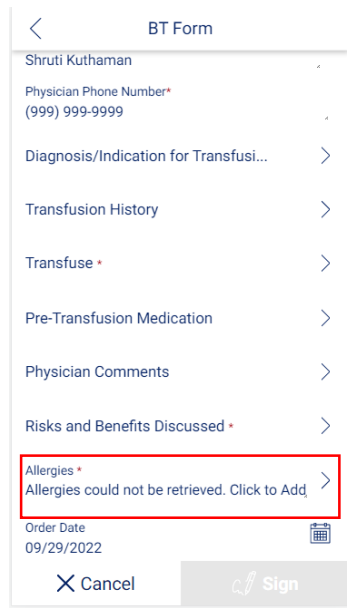 BT Form
Shruti Kuthaman
Physician Phone Number*
(999) 999-9999
Diagnosis/Indication for Transfusi...
Transfusion History
Transfuse *
Pre-Transfusion Medication
Physician Comments
Risks and Benefits Discussed *
Allergies *
Allergies could not be retrieved. Click to Add,
Order Date
09/29/2022
Cancel
Sign